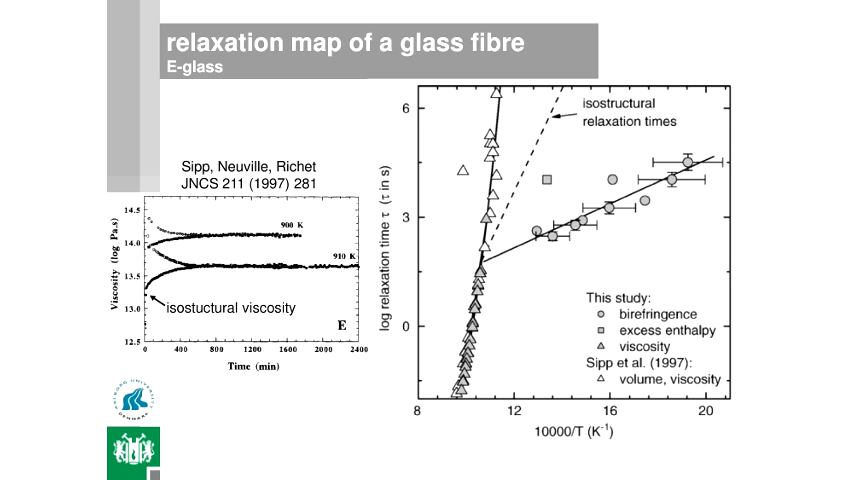 relaxation map of a glass fibre
E-glass
Sipp, Neuville, Richet
JNCS 211 (1997) 281
14.5
14.0
13.5
13.0
12.5
Viscosity (log Pa.s)
900 K
910 K
isostuctural viscosity
E
0 400 800 1200 1600 2000 2400
Time (min)
6
3
0
log relaxation time τ (τ in s)
isostructural
relaxation times
This study:
birefringence
excess enthalpy
viscosity
Sipp et al. (1997):
volume, viscosity
8 12 16 20
10000/T (K⁻¹)
AALBORG UNIVERSITY
DENMARK